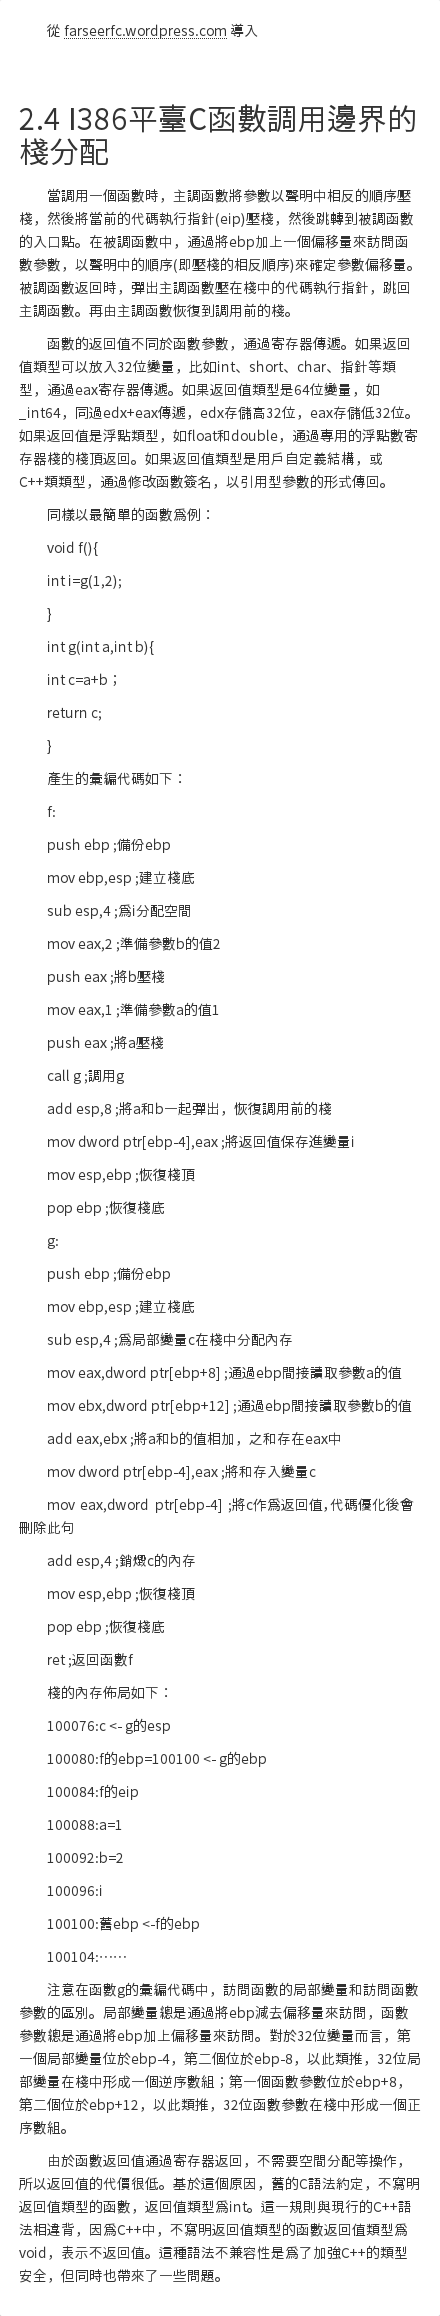 從 farseerfc.wordpress.com 導入
2.4 I386平臺C函數調用邊界的
棧分配
當調用一個函數時，主調函數將參數以聲明中相反的順序壓
棧，然後將當前的代碼執行指針(eip)壓棧，然後跳轉到被調函數
的入口點。在被調函數中，通過將ebp加上一個偏移量來訪問函
數參數，以聲明中的順序(即壓棧的相反順序)來確定參數偏移量。
被調函數返回時，彈出主調函數壓在棧中的代碼執行指針，跳回
主調函數。再由主調函數恢復到調用前的棧。
函數的返回值不同於函數參數，通過寄存器傳遞。如果返回
值類型可以放入32位變量，比如int、short、char、指針等類
型，通過eax寄存器傳遞。如果返回值類型是64位變量，如
_int64，同過edx+eax傳遞，edx存儲高32位，eax存儲低32位。
如果返回值是浮點類型，如float和double，通過專用的浮點數寄
存器棧的棧頂返回。如果返回值類型是用戶自定義結構，或
C++類類型，通過修改函數簽名，以引用型參數的形式傳回。
同樣以最簡單的函數爲例：
void f(){
int i=g(1,2);
}
int g(int a,int b){
int c=a+b；
return c;
}
產生的彙編代碼如下：
f:
push ebp ;備份ebp
mov ebp,esp ;建立棧底
sub esp,4 ;爲i分配空間
mov eax,2 ;準備參數b的值2
push eax ;將b壓棧
mov eax,1 ;準備參數a的值1
push eax ;將a壓棧
call g ;調用g
add esp,8 ;將a和b一起彈出，恢復調用前的棧
mov dword ptr[ebp-4],eax ;將返回值保存進變量i
mov esp,ebp ;恢復棧頂
pop ebp ;恢復棧底
g:
push ebp ;備份ebp
mov ebp,esp ;建立棧底
sub esp,4 ;爲局部變量c在棧中分配內存
mov eax,dword ptr[ebp+8] ;通過ebp間接讀取參數a的值
mov ebx,dword ptr[ebp+12] ;通過ebp間接讀取參數b的值
add eax,ebx ;將a和b的值相加，之和存在eax中
mov dword ptr[ebp-4],eax ;將和存入變量c
mov eax,dword ptr[ebp-4] ;將c作爲返回值,代碼優化後會
刪除此句
add esp,4 ;銷燬c的內存
mov esp,ebp ;恢復棧頂
pop ebp ;恢復棧底
ret ;返回函數f
棧的內存佈局如下：
100076:c <- g的esp
100080:f的ebp=100100 <- g的ebp
100084:f的eip
100088:a=1
100092:b=2
100096:i
100100:舊ebp <-f的ebp
100104:……
注意在函數g的彙編代碼中，訪問函數的局部變量和訪問函數
參數的區別。局部變量總是通過將ebp減去偏移量來訪問，函數
參數總是通過將ebp加上偏移量來訪問。對於32位變量而言，第
一個局部變量位於ebp-4，第二個位於ebp-8，以此類推，32位局
部變量在棧中形成一個逆序數組；第一個函數參數位於ebp+8，
第二個位於ebp+12，以此類推，32位函數參數在棧中形成一個正
序數組。
由於函數返回值通過寄存器返回，不需要空間分配等操作，
所以返回值的代價很低。基於這個原因，舊的C語法約定，不寫明
返回值類型的函數，返回值類型爲int。這一規則與現行的C++語
法相違背，因爲C++中，不寫明返回值類型的函數返回值類型爲
void，表示不返回值。這種語法不兼容性是爲了加強C++的類型
安全，但同時也帶來了一些問題。